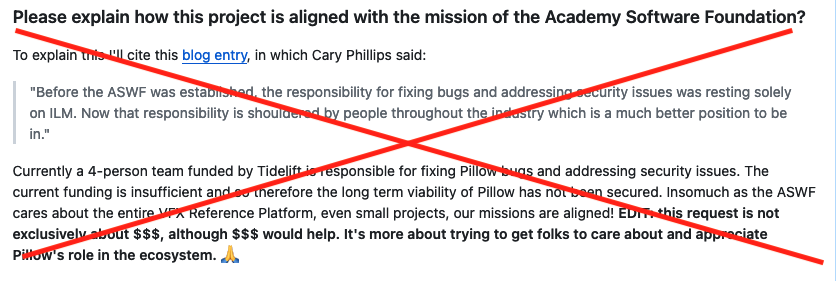 Please explain how this project is aligned with the mission of the Academy Software Foundation?
To explain this I'll cite this blog entry, in which Cary Phillips said:
"Before the ASWF was established, the responsibility for fixing bugs and addressing security issues was resting solely
on ILM. Now that responsibility is shouldered by people throughout the industry which is a much better position to be
in."
Currently a 4-person team funded by Tidelift is responsible for fixing Pillow bugs and addressing security issues. The
current funding is insufficient and so therefore the long term viability of Pillow has not been secured. Insomuch as the ASWF
cares about the entire VFX Reference Platform, even small projects, our missions are aligned! EDIT: this request is not
exclusively about $$$, although $$$ would help. It's more about trying to get folks to care about and appreciate
Pillow's role in the ecosystem. 🙏